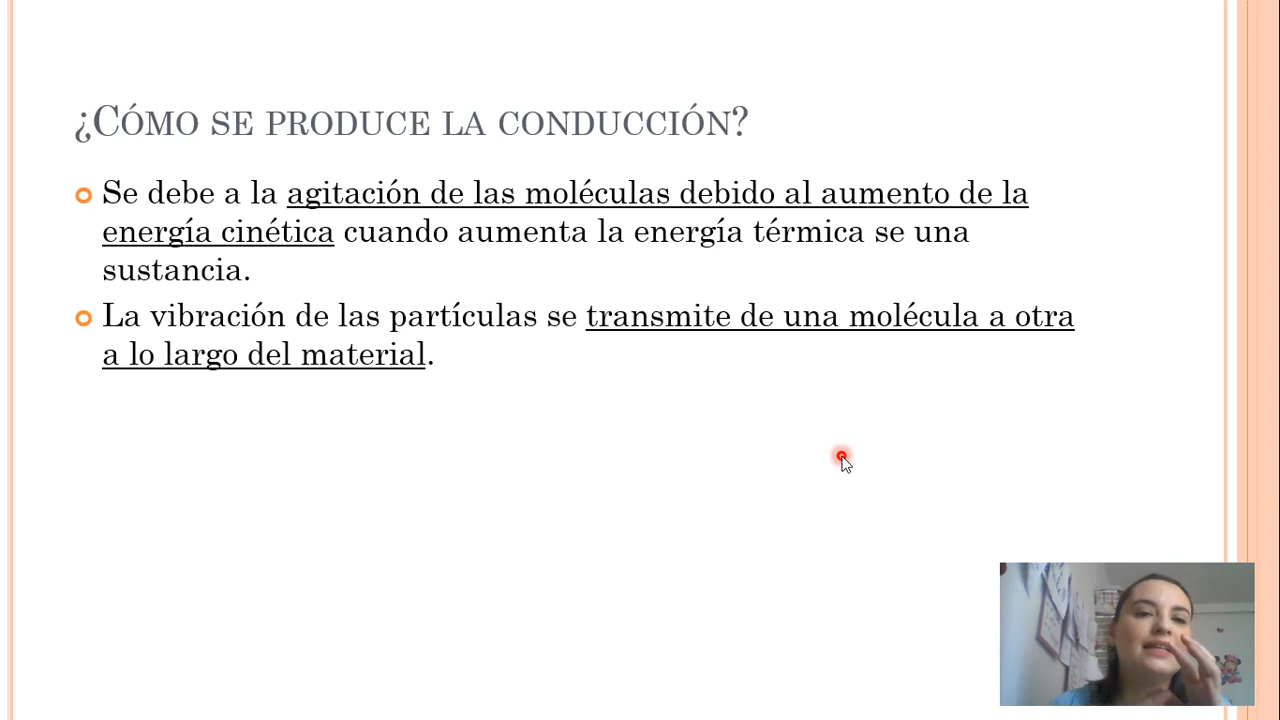 ¿Cómo se produce la conducción?
Se debe a la agitación de las moléculas debido al aumento de la
energía cinética cuando aumenta la energía térmica se una
sustancia.
La vibración de las partículas se transmite de una molécula a otra
a lo largo del material.